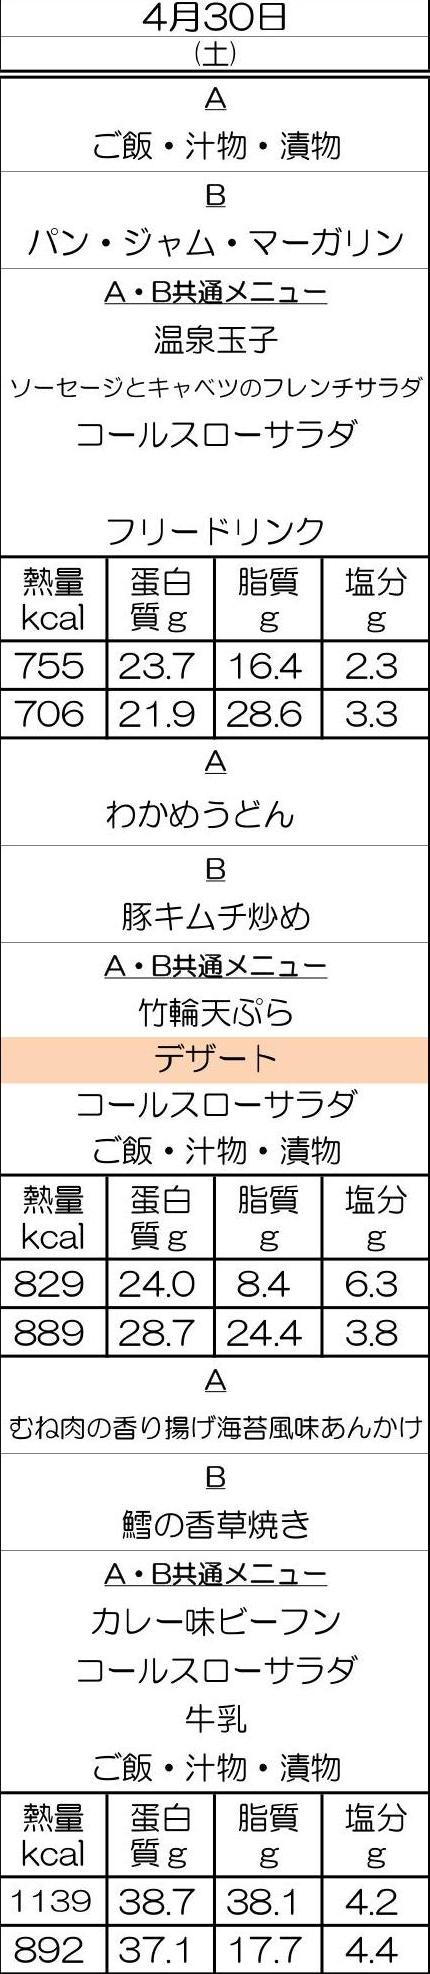 4月30日
(土)
A
ご飯・汁物・漬物
B
パン・ジャム・マーガリン
A・B共通メニュー
温泉玉子
ソーセージとキャベツのフレンチサラダ
コールスローサラダ
フリードリンク
熱量 蛋白 脂質 塩分
kcal 質g g g
755 23.7 16.4 2.3
706 21.9 28.6 3.3
A
わかめうどん
B
豚キムチ炒め
A・B共通メニュー
竹輪天ぷら
デザート
コールスローサラダ
ご飯・汁物・漬物
熱量 蛋白 脂質 塩分
kcal 質g g g
829 24.0 8.4 6.3
889 28.7 24.4 3.8
A
むね肉の香り揚げ海苔風味あんかけ
B
鱈の香草焼き
A・B共通メニュー
カレー味ビーフン
コールスローサラダ
牛乳
ご飯・汁物・漬物
熱量 蛋白 脂質 塩分
kcal 質g g g
1139 38.7 38.1 4.2
892 37.1 17.7 4.4